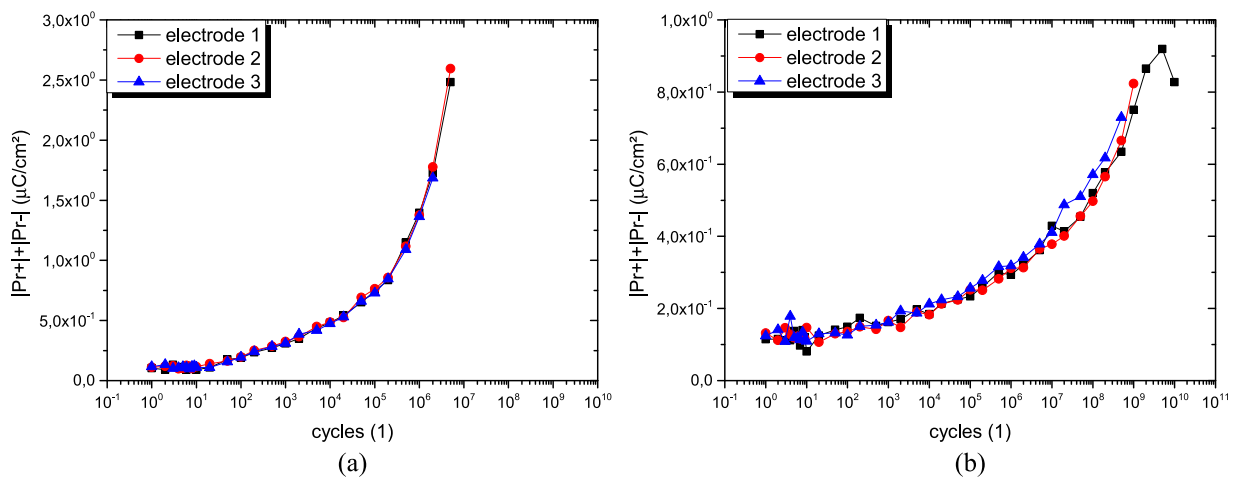 3,0x10⁰
2,5x10⁰
2,0x10⁰
1,5x10⁰
1,0x10⁰
5,0x10⁻¹
0,0
|Pr+|+|Pr-| (µC/cm²)
electrode 1
electrode 2
electrode 3
10⁻¹ 10⁰ 10¹ 10² 10³ 10⁴ 10⁵ 10⁶ 10⁷ 10⁸ 10⁹ 10¹⁰
cycles (1)
(a)
1,0x10⁰
8,0x10⁻¹
6,0x10⁻¹
4,0x10⁻¹
2,0x10⁻¹
0,0
|Pr+|+|Pr-| (µC/cm²)
electrode 1
electrode 2
electrode 3
10⁻¹ 10⁰ 10¹ 10² 10³ 10⁴ 10⁵ 10⁶ 10⁷ 10⁸ 10⁹ 10¹⁰ 10¹¹
cycles (1)
(b)